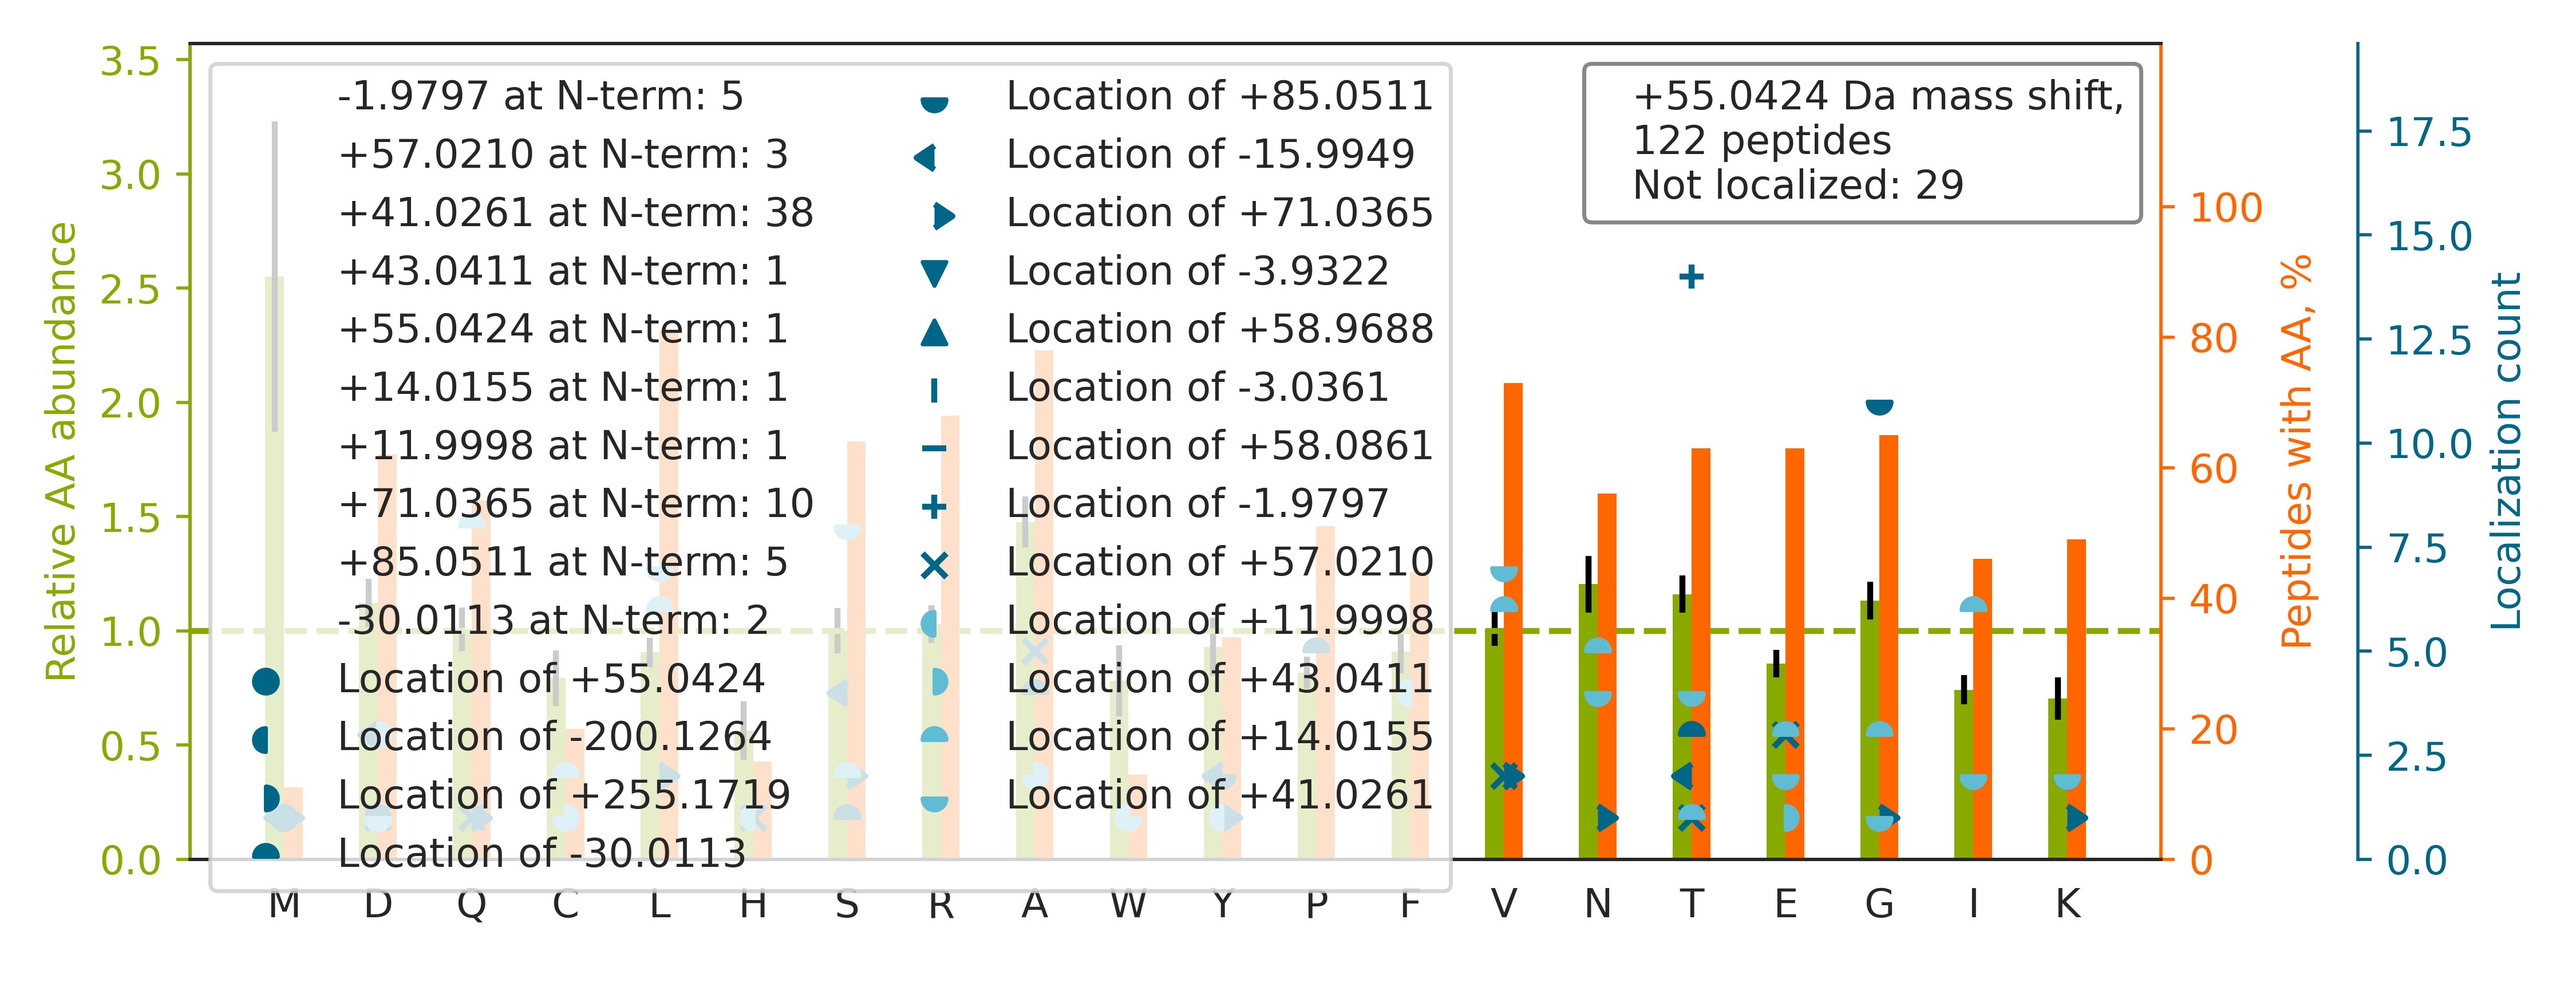 3.5
3.0
2.5
2.0
1.5
1.0
0.5
0.0
Relative AA abundance
-1.9797 at N-term: 5
+57.0210 at N-term: 3
+41.0261 at N-term: 38
+43.0411 at N-term: 1
+55.0424 at N-term: 1
+14.0155 at N-term: 1
+11.9998 at N-term: 1
+71.0365 at N-term: 10
+85.0511 at N-term: 5
-30.0113 at N-term: 2
Location of +55.0424
Location of -200.1264
Location of +255.1719
Location of -30.0113
Location of +85.0511
Location of -15.9949
Location of +71.0365
Location of -3.9322
Location of +58.9688
Location of -3.0361
Location of +58.0861
Location of -1.9797
Location of +57.0210
Location of +11.9998
Location of +43.0411
Location of +14.0155
Location of +41.0261
+55.0424 Da mass shift,
122 peptides
Not localized: 29
M D Q C L H S R A W Y P F V N T E G I K
100
80
60
40
20
0
Peptides with AA, %
17.5
15.0
12.5
10.0
7.5
5.0
2.5
0.0
Localization count